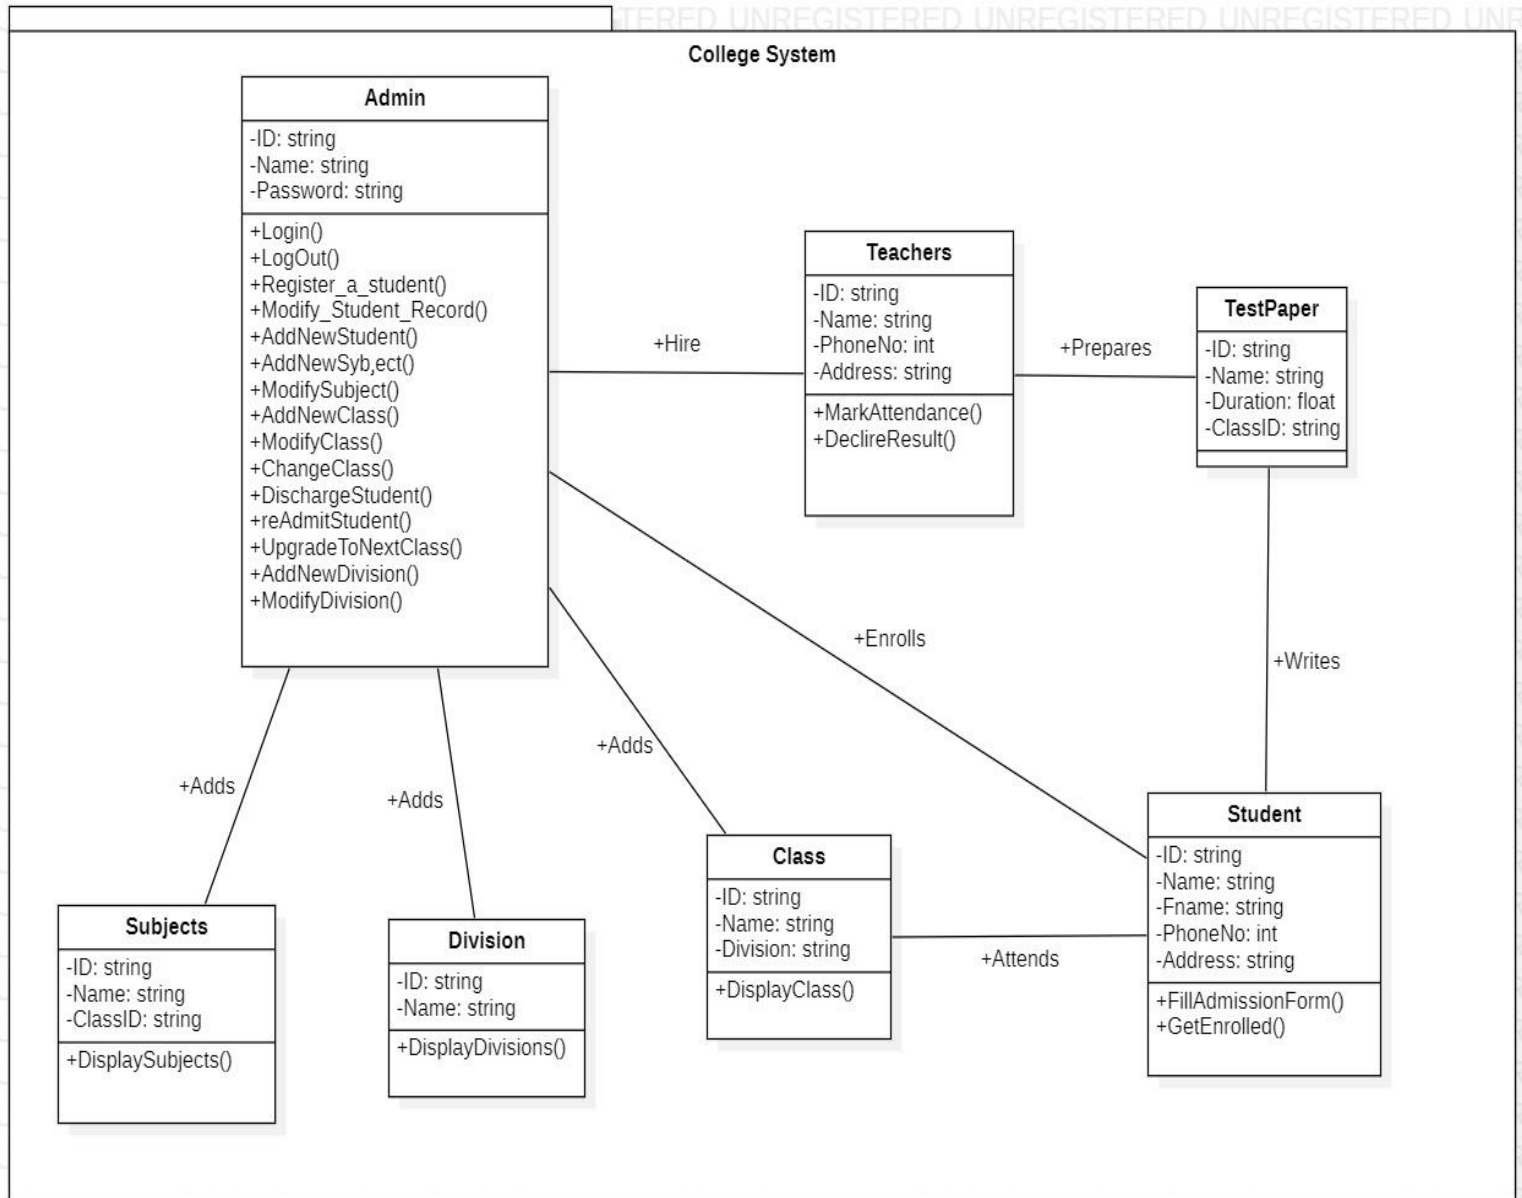 TERED UNREGISTERED UNREGISTERED UNREGISTERED UNR
College System
Admin
-ID: string
-Name: string
-Password: string
+Login()
+LogOut()
+Register_a_student()
+Modify_Student_Record()
+AddNewStudent()
+AddNewSyb,ect()
+ModifySubject()
+AddNewClass()
+ModifyClass()
+ChangeClass()
+DischargeStudent()
+reAdmitStudent()
+UpgradeToNextClass()
+AddNewDivision()
+ModifyDivision()
+Hire
Teachers
-ID: string
-Name: string
-PhoneNo: int
-Address: string
+MarkAttendance()
+DeclireResult()
+Prepares
TestPaper
-ID: string
-Name: string
-Duration: float
-ClassID: string
+Enrolls
+Writes
+Adds
+Adds
+Adds
Subjects
-ID: string
-Name: string
-ClassID: string
+DisplaySubjects()
Division
-ID: string
-Name: string
+DisplayDivisions()
Class
-ID: string
-Name: string
-Division: string
+DisplayClass()
+Attends
Student
-ID: string
-Name: string
-Fname: string
-PhoneNo: int
-Address: string
+FillAdmissionForm()
+GetEnrolled()